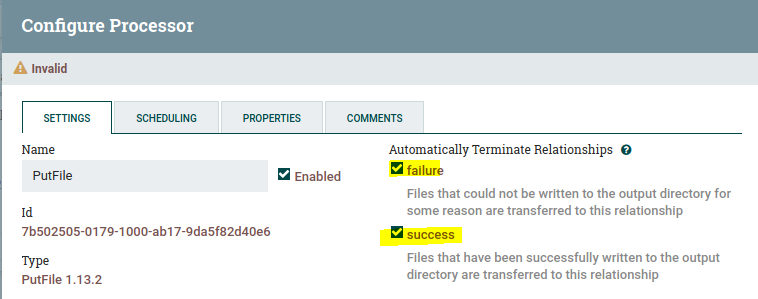 Configure Processor
Invalid
SETTINGS SCHEDULING PROPERTIES COMMENTS
Name
PutFile
Enabled
Id
7b502505-0179-1000-ab17-9da5f82d40e6
Type
PutFile 1.13.2
Automatically Terminate Relationships
failure
Files that could not be written to the output directory for
some reason are transferred to this relationship
success
Files that have been successfully written to the output
directory are transferred to this relationship